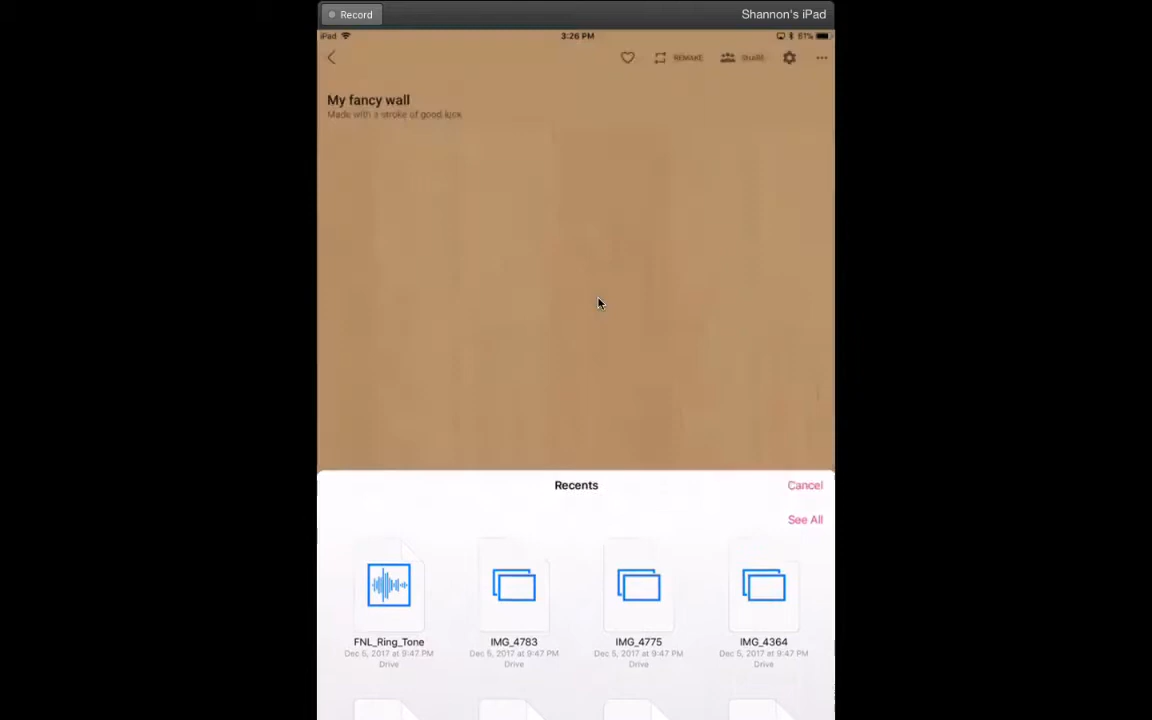 Record
Shannon's iPad
iPad
3:26 PM
61%
REMAKE
SHARE
My fancy wall
Made with a stroke of good luck
Recents
Cancel
See All
FNL_Ring_Tone
IMG_4783
IMG_4775
IMG_4364
Dec 5, 2017 at 9:47 PM
Dec 5, 2017 at 9:47 PM
Dec 5, 2017 at 9:47 PM
Dec 5, 2017 at 9:47 PM
Drive
Drive
Drive
Drive